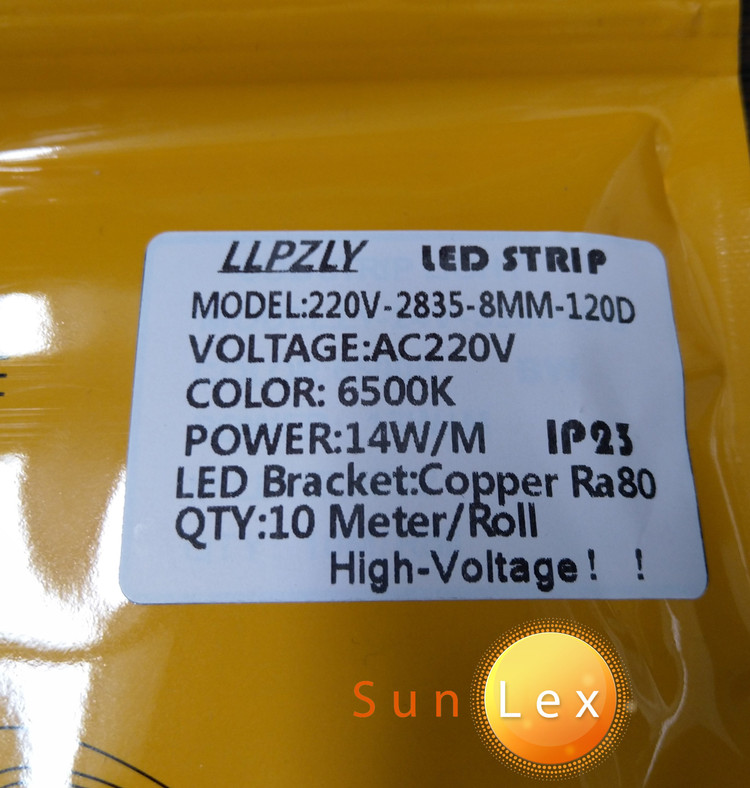 LLPZLY LED STRIP
MODEL:220V-2835-8MM-120D
VOLTAGE:AC220V
COLOR: 6500K
POWER:14W/M IP23
LED Bracket:Copper Ra80
QTY:10 Meter/Roll
High-Voltage! !
Sun Lex